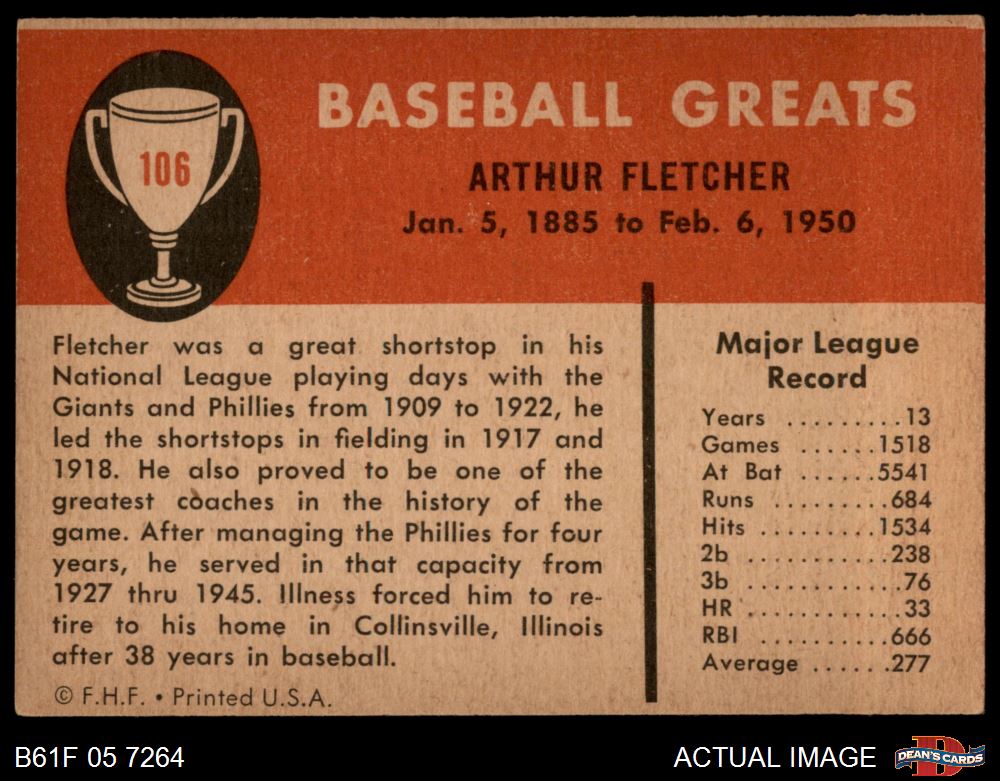 106
BASEBALL GREATS
ARTHUR FLETCHER
Jan. 5, 1885 to Feb. 6, 1950
Fletcher was a great shortstop in his
National League playing days with the
Giants and Phillies from 1909 to 1922, he
led the shortstops in fielding in 1917 and
1918. He also proved to be one of the
greatest coaches in the history of the
game. After managing the Phillies for four
years, he served in that capacity from
1927 thru 1945. Illness forced him to re-
tire to his home in Collinsville, Illinois
after 38 years in baseball.
© F.H.F. • Printed U.S.A.
Major League
Record
Years .........13
Games ......1518
At Bat ......5541
Runs .........684
Hits .........1534
2b ...........238
3b ............76
HR ............33
RBI ..........666
Average ......277
B61F 05 7264
ACTUAL IMAGE
D
DEAN'S CARDS